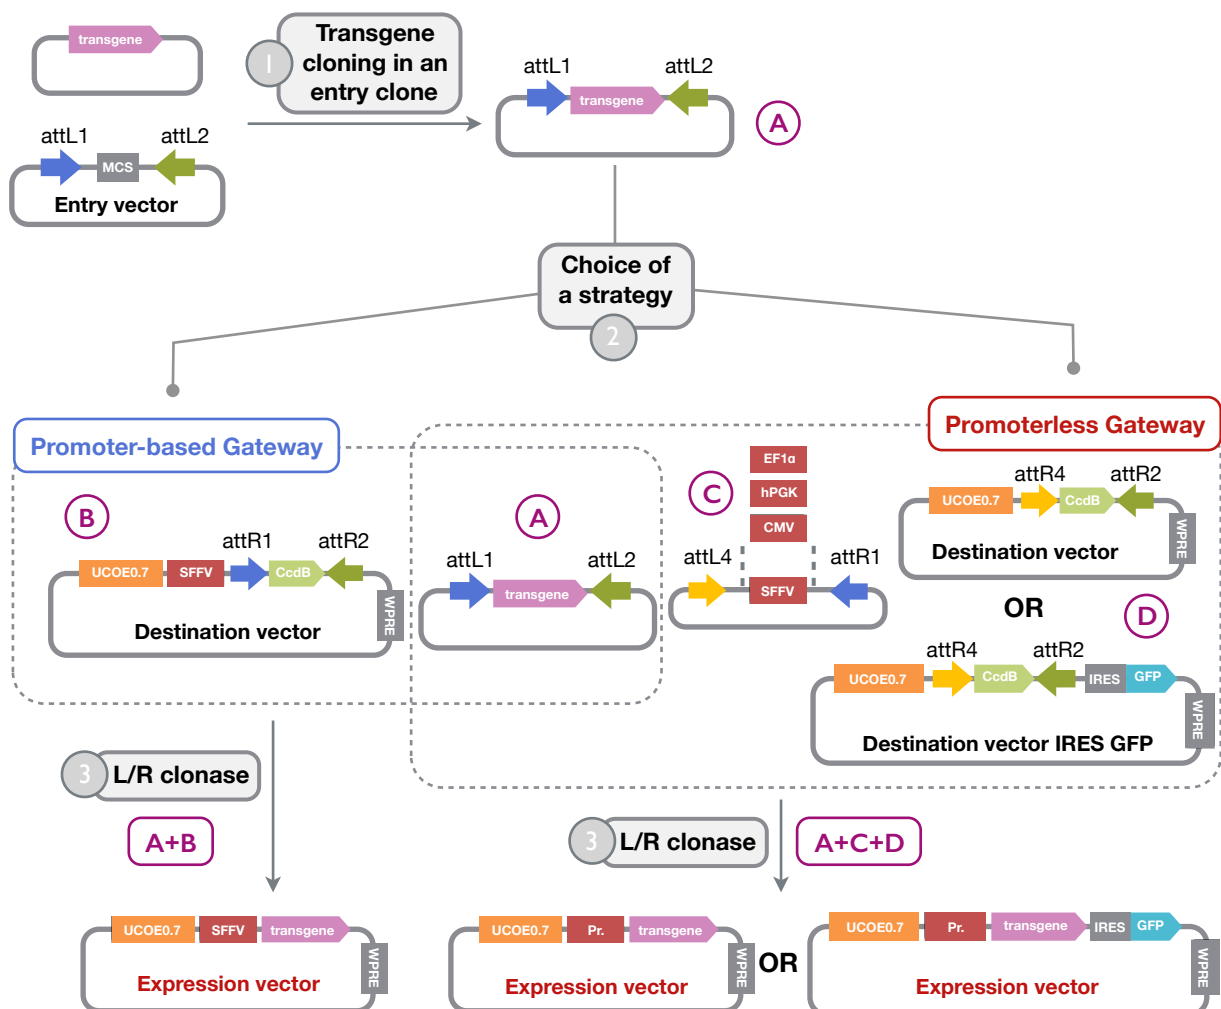 transgene
1
Transgene
cloning in an
entry clone
attL1
attL2
transgene
A
attL1
attL2
MCS
Entry vector
Choice of
a strategy
2
Promoter-based Gateway
Promoterless Gateway
B
attR1
attR2
UCOE0.7
SFFV
CcdB
WPRE
Destination vector
A
attL1
attL2
transgene
C
EF1α
hPGK
CMV
attL4
attR1
SFFV
attR4
attR2
UCOE0.7
CcdB
WPRE
Destination vector
OR
D
attR4
attR2
UCOE0.7
CcdB
IRES
GFP
WPRE
Destination vector IRES GFP
3
L/R clonase
A+B
3
L/R clonase
A+C+D
UCOE0.7
SFFV
transgene
WPRE
Expression vector
UCOE0.7
Pr.
transgene
WPRE
Expression vector
OR
UCOE0.7
Pr.
transgene
IRES
GFP
WPRE
Expression vector